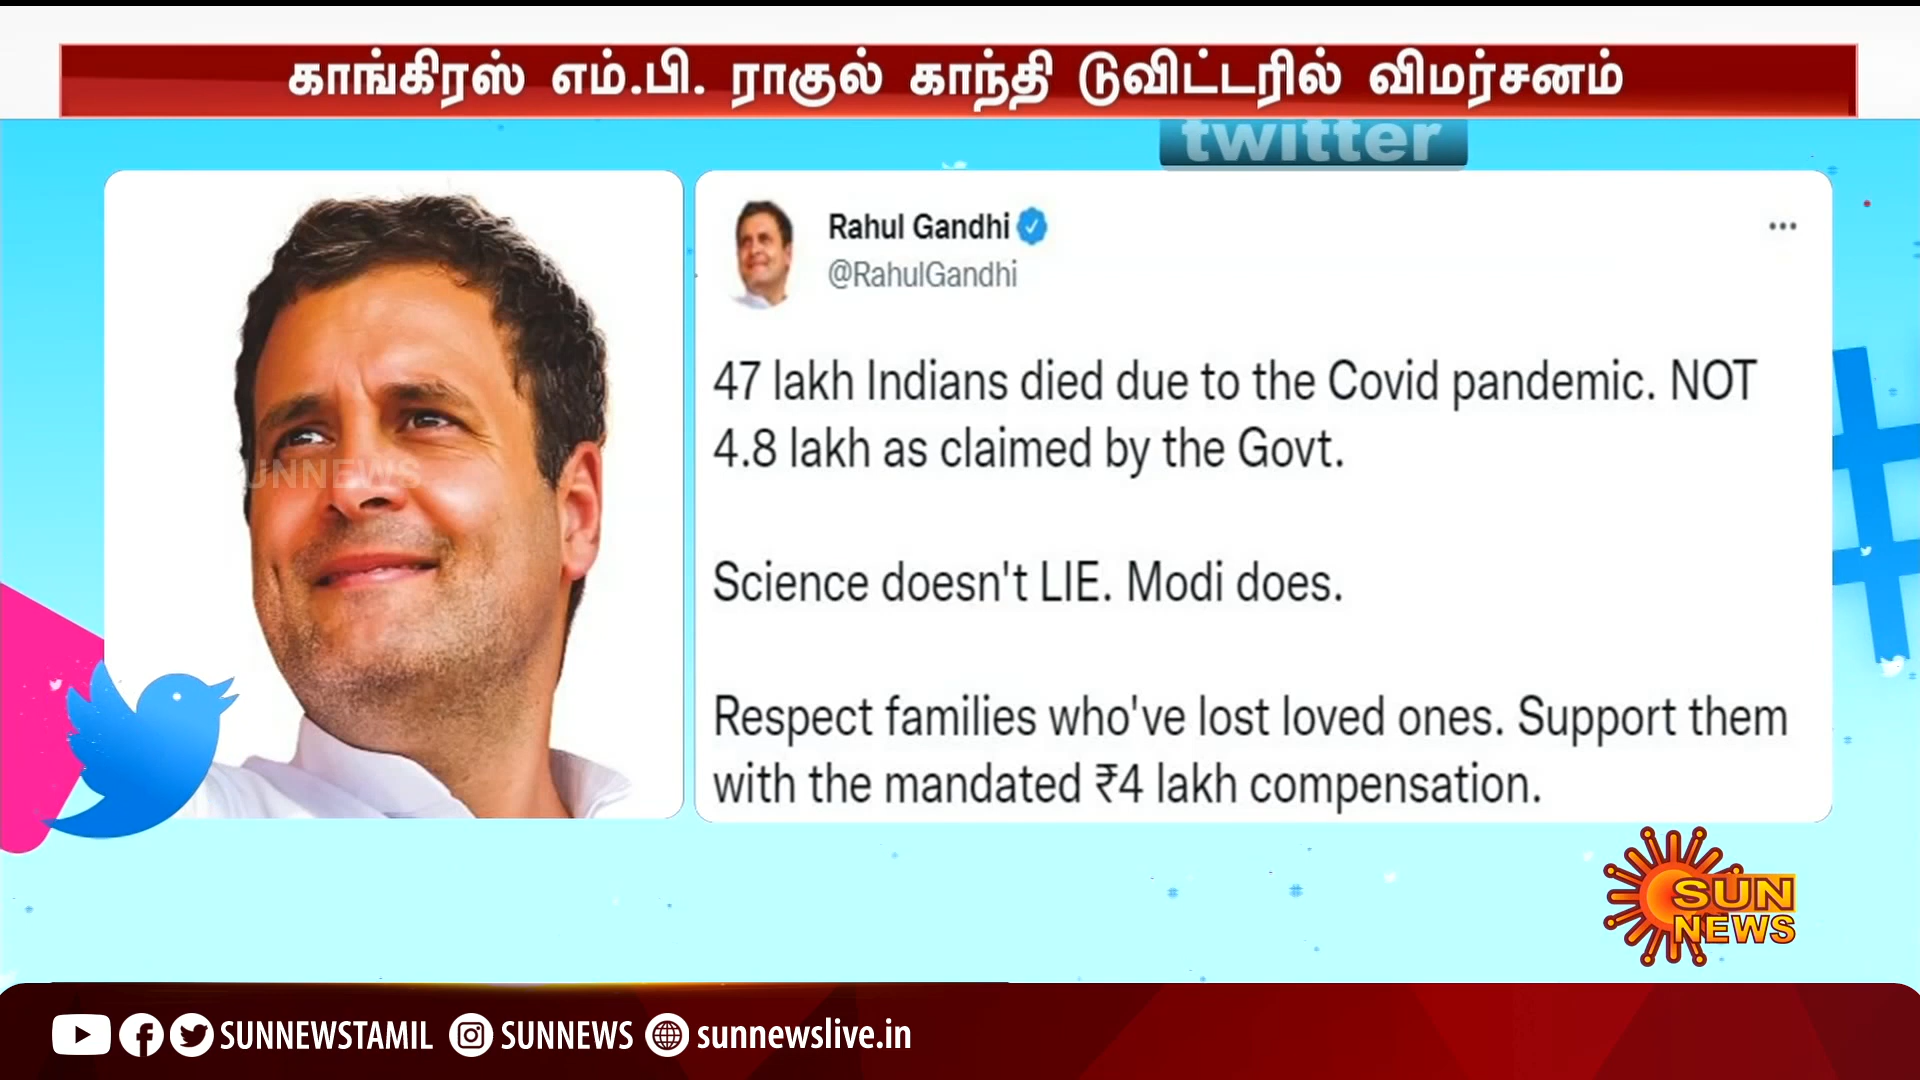 காங்கிரஸ் எம்.பி. ராகுல் காந்தி டுவிட்டரில் விமர்சனம்
twitter
Rahul Gandhi
@RahulGandhi
47 lakh Indians died due to the Covid pandemic. NOT
4.8 lakh as claimed by the Govt.
Science doesn't LIE. Modi does.
Respect families who've lost loved ones. Support them
with the mandated ₹4 lakh compensation.
SUNNEWS
SUN
NEWS
SUNNEWSTAMIL SUNNEWS sunnewslive.in